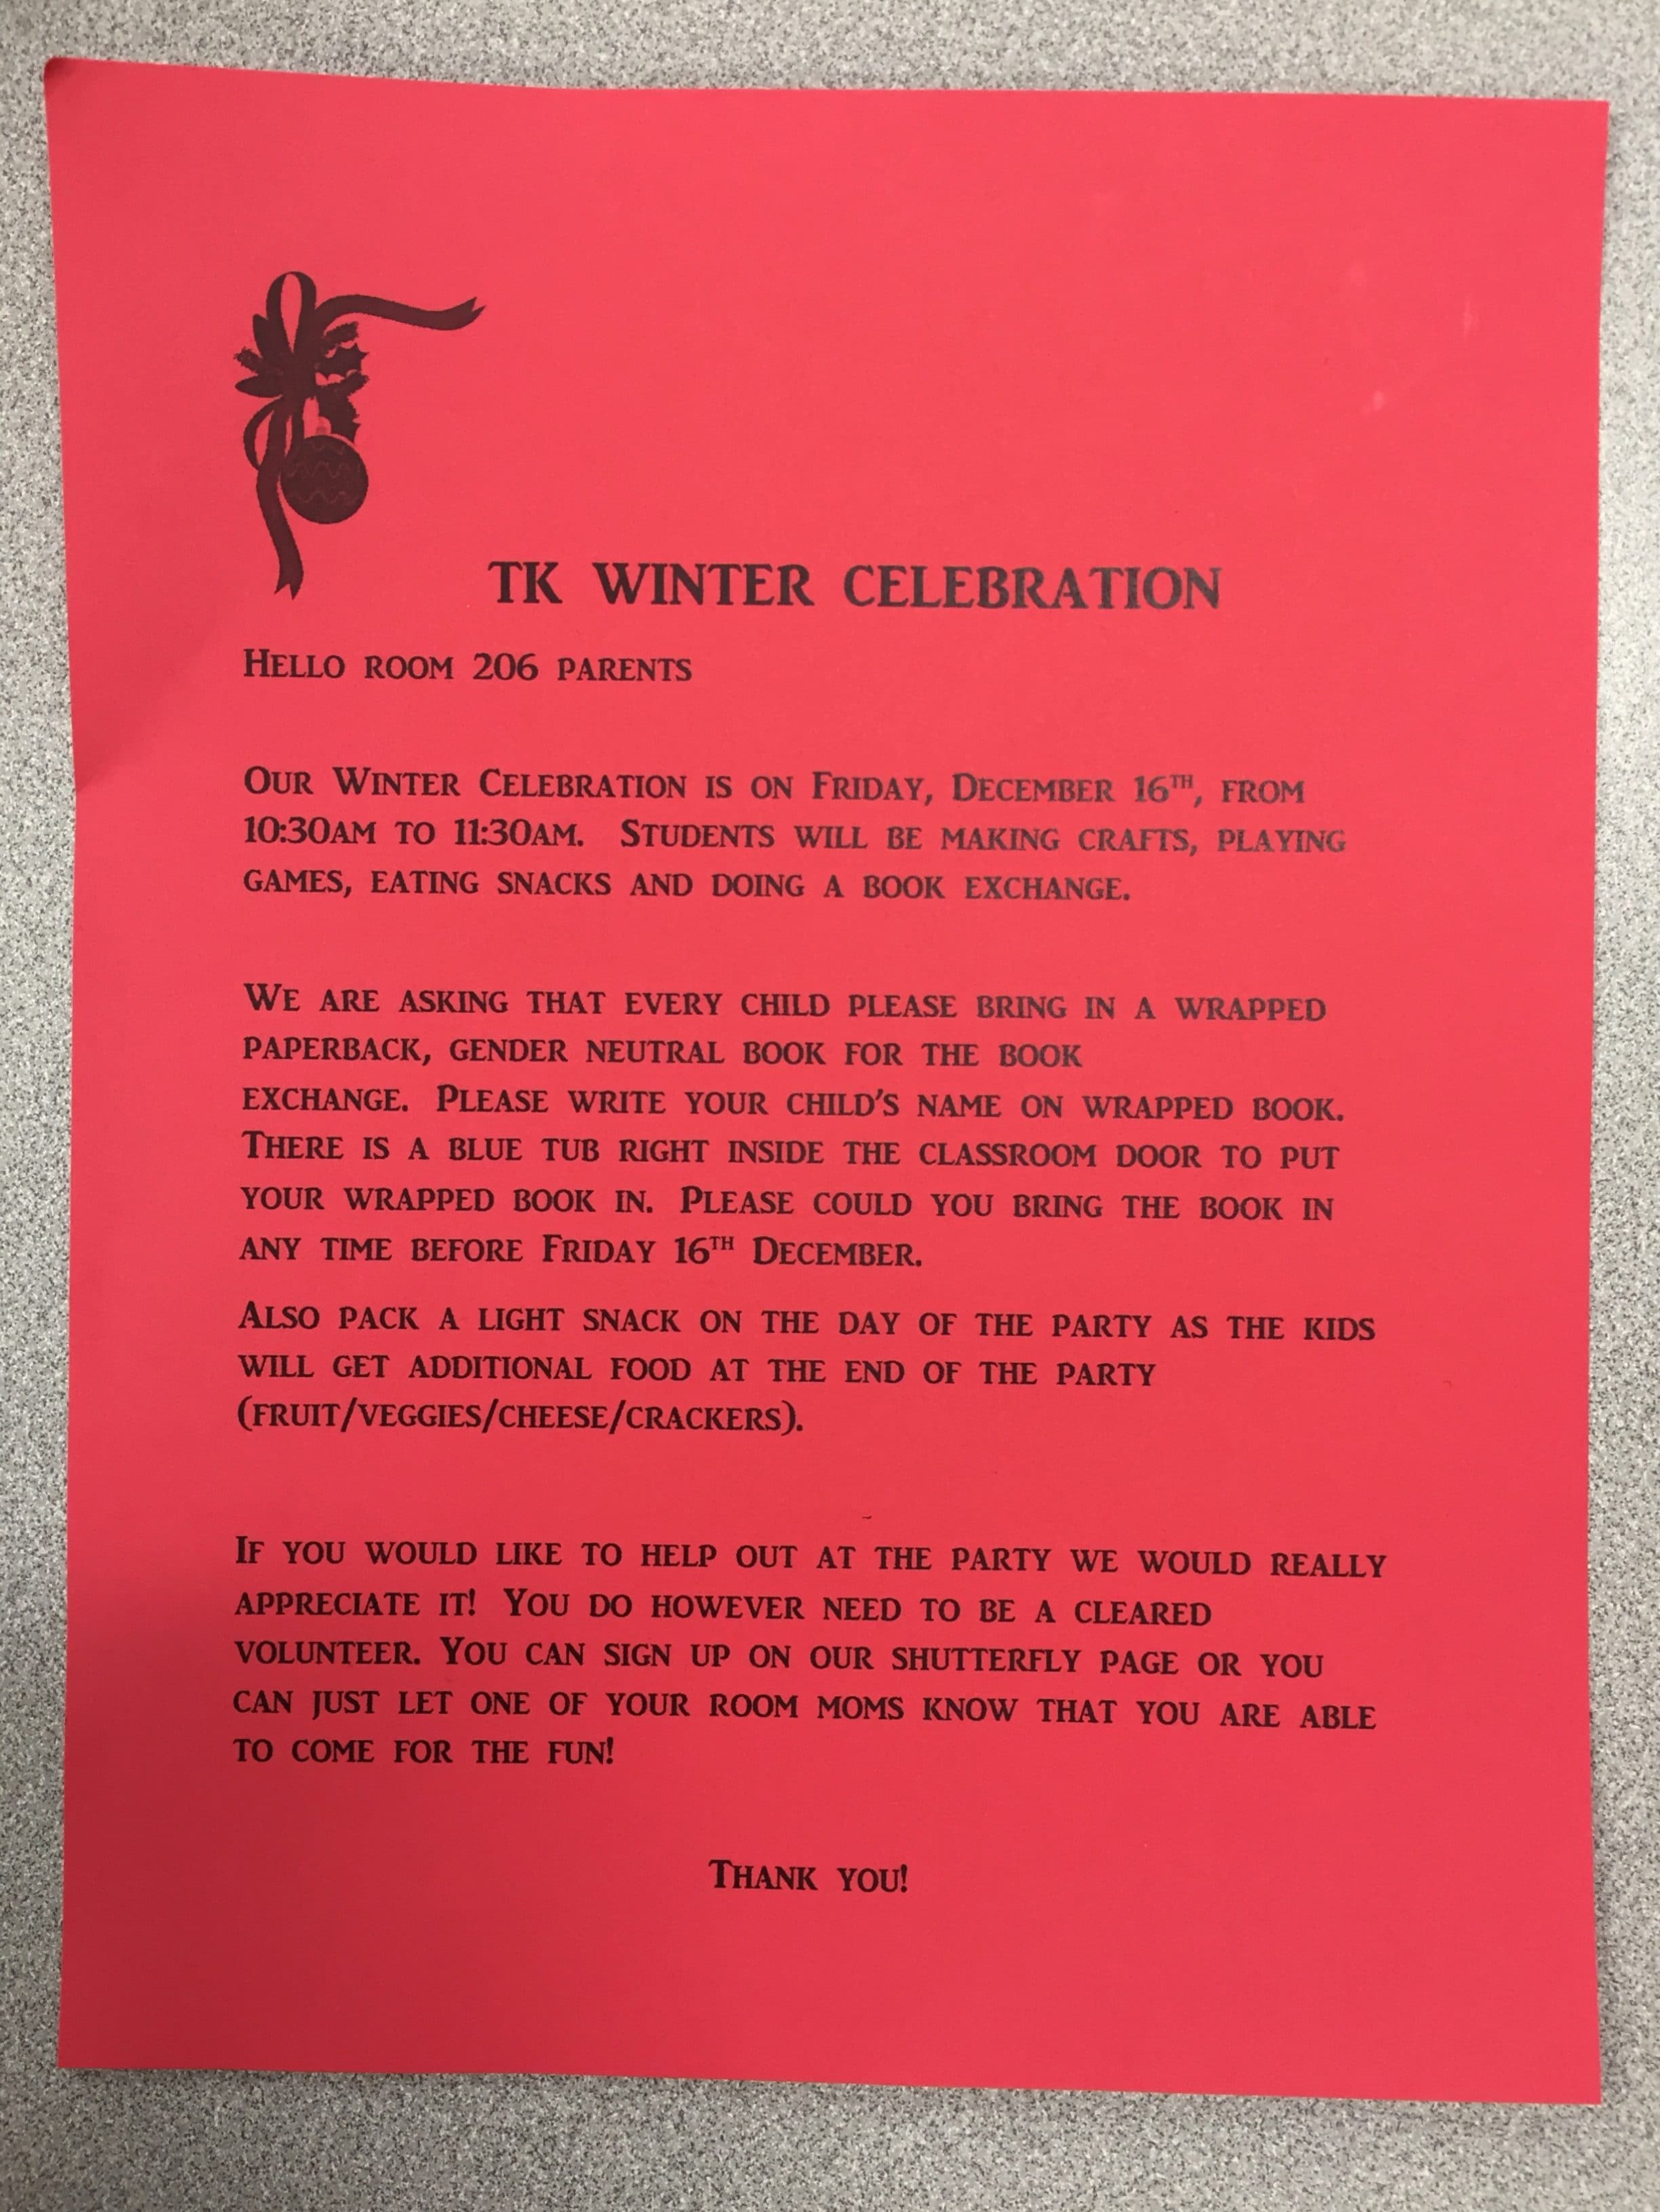 TK WINTER CELEBRATION
HELLO ROOM 206 PARENTS
OUR WINTER CELEBRATION IS ON FRIDAY, DECEMBER 16TH, FROM
10:30AM TO 11:30AM. STUDENTS WILL BE MAKING CRAFTS, PLAYING
GAMES, EATING SNACKS AND DOING A BOOK EXCHANGE.
WE ARE ASKING THAT EVERY CHILD PLEASE BRING IN A WRAPPED
PAPERBACK, GENDER NEUTRAL BOOK FOR THE BOOK
EXCHANGE. PLEASE WRITE YOUR CHILD'S NAME ON WRAPPED BOOK.
THERE IS A BLUE TUB RIGHT INSIDE THE CLASSROOM DOOR TO PUT
YOUR WRAPPED BOOK IN. PLEASE COULD YOU BRING THE BOOK IN
ANY TIME BEFORE FRIDAY 16TH DECEMBER.
ALSO PACK A LIGHT SNACK ON THE DAY OF THE PARTY AS THE KIDS
WILL GET ADDITIONAL FOOD AT THE END OF THE PARTY
(FRUIT/VEGGIES/CHEESE/CRACKERS).
IF YOU WOULD LIKE TO HELP OUT AT THE PARTY WE WOULD REALLY
APPRECIATE IT! YOU DO HOWEVER NEED TO BE A CLEARED
VOLUNTEER. YOU CAN SIGN UP ON OUR SHUTTERFLY PAGE OR YOU
CAN JUST LET ONE OF YOUR ROOM MOMS KNOW THAT YOU ARE ABLE
TO COME FOR THE FUN!
THANK YOU!